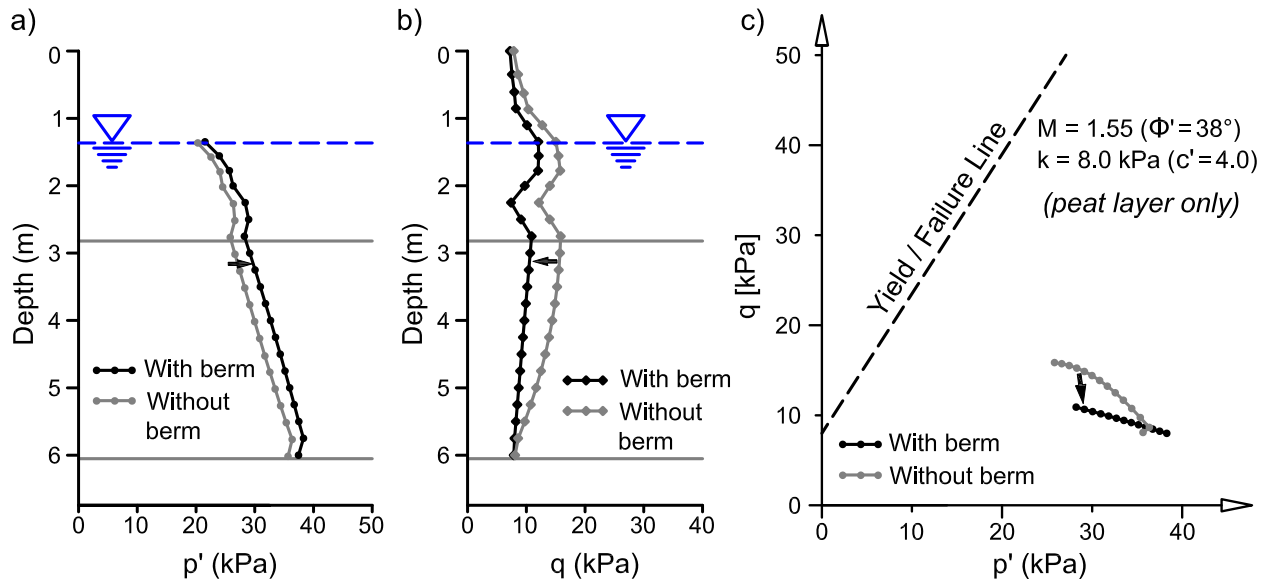 a)
0
1
2
3
4
5
6
Depth (m)
With berm
Without
berm
0 10 20 30 40 50
p' (kPa)
b)
0
1
2
3
4
5
6
Depth (m)
With berm
Without
berm
0 10 20 30 40
q (kPa)
c)
50
40
30
20
10
0
q [kPa]
Yield / Failure Line
M = 1.55 (Φ' = 38°)
k = 8.0 kPa (c' = 4.0)
(peat layer only)
With berm
Without berm
0 10 20 30 40
p' (kPa)